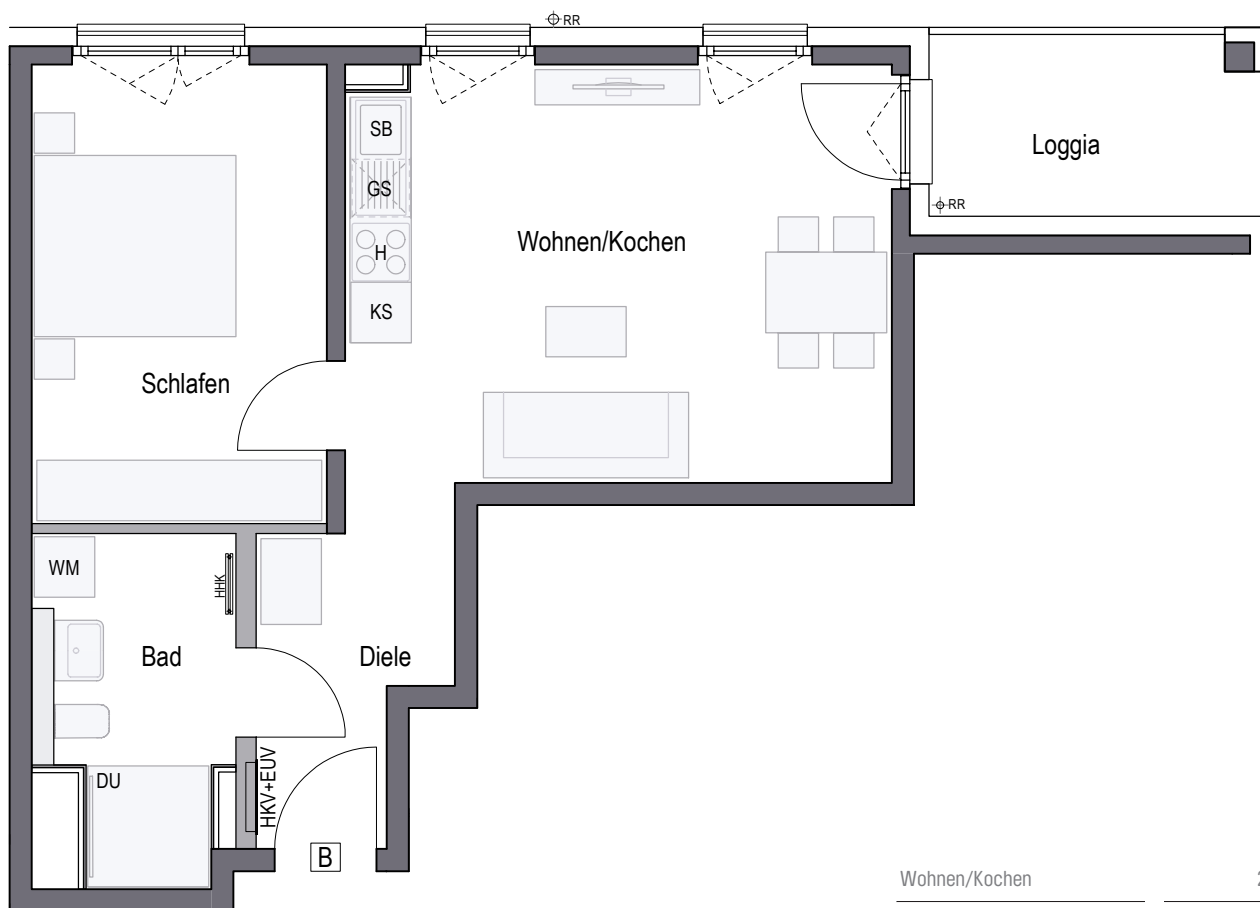 RR
SB
Loggia
GS
RR
Wohnen/Kochen
H
KS
Schlafen
WM
HHK
Bad
Diele
DU
HKV+EUV
B
Wohnen/Kochen